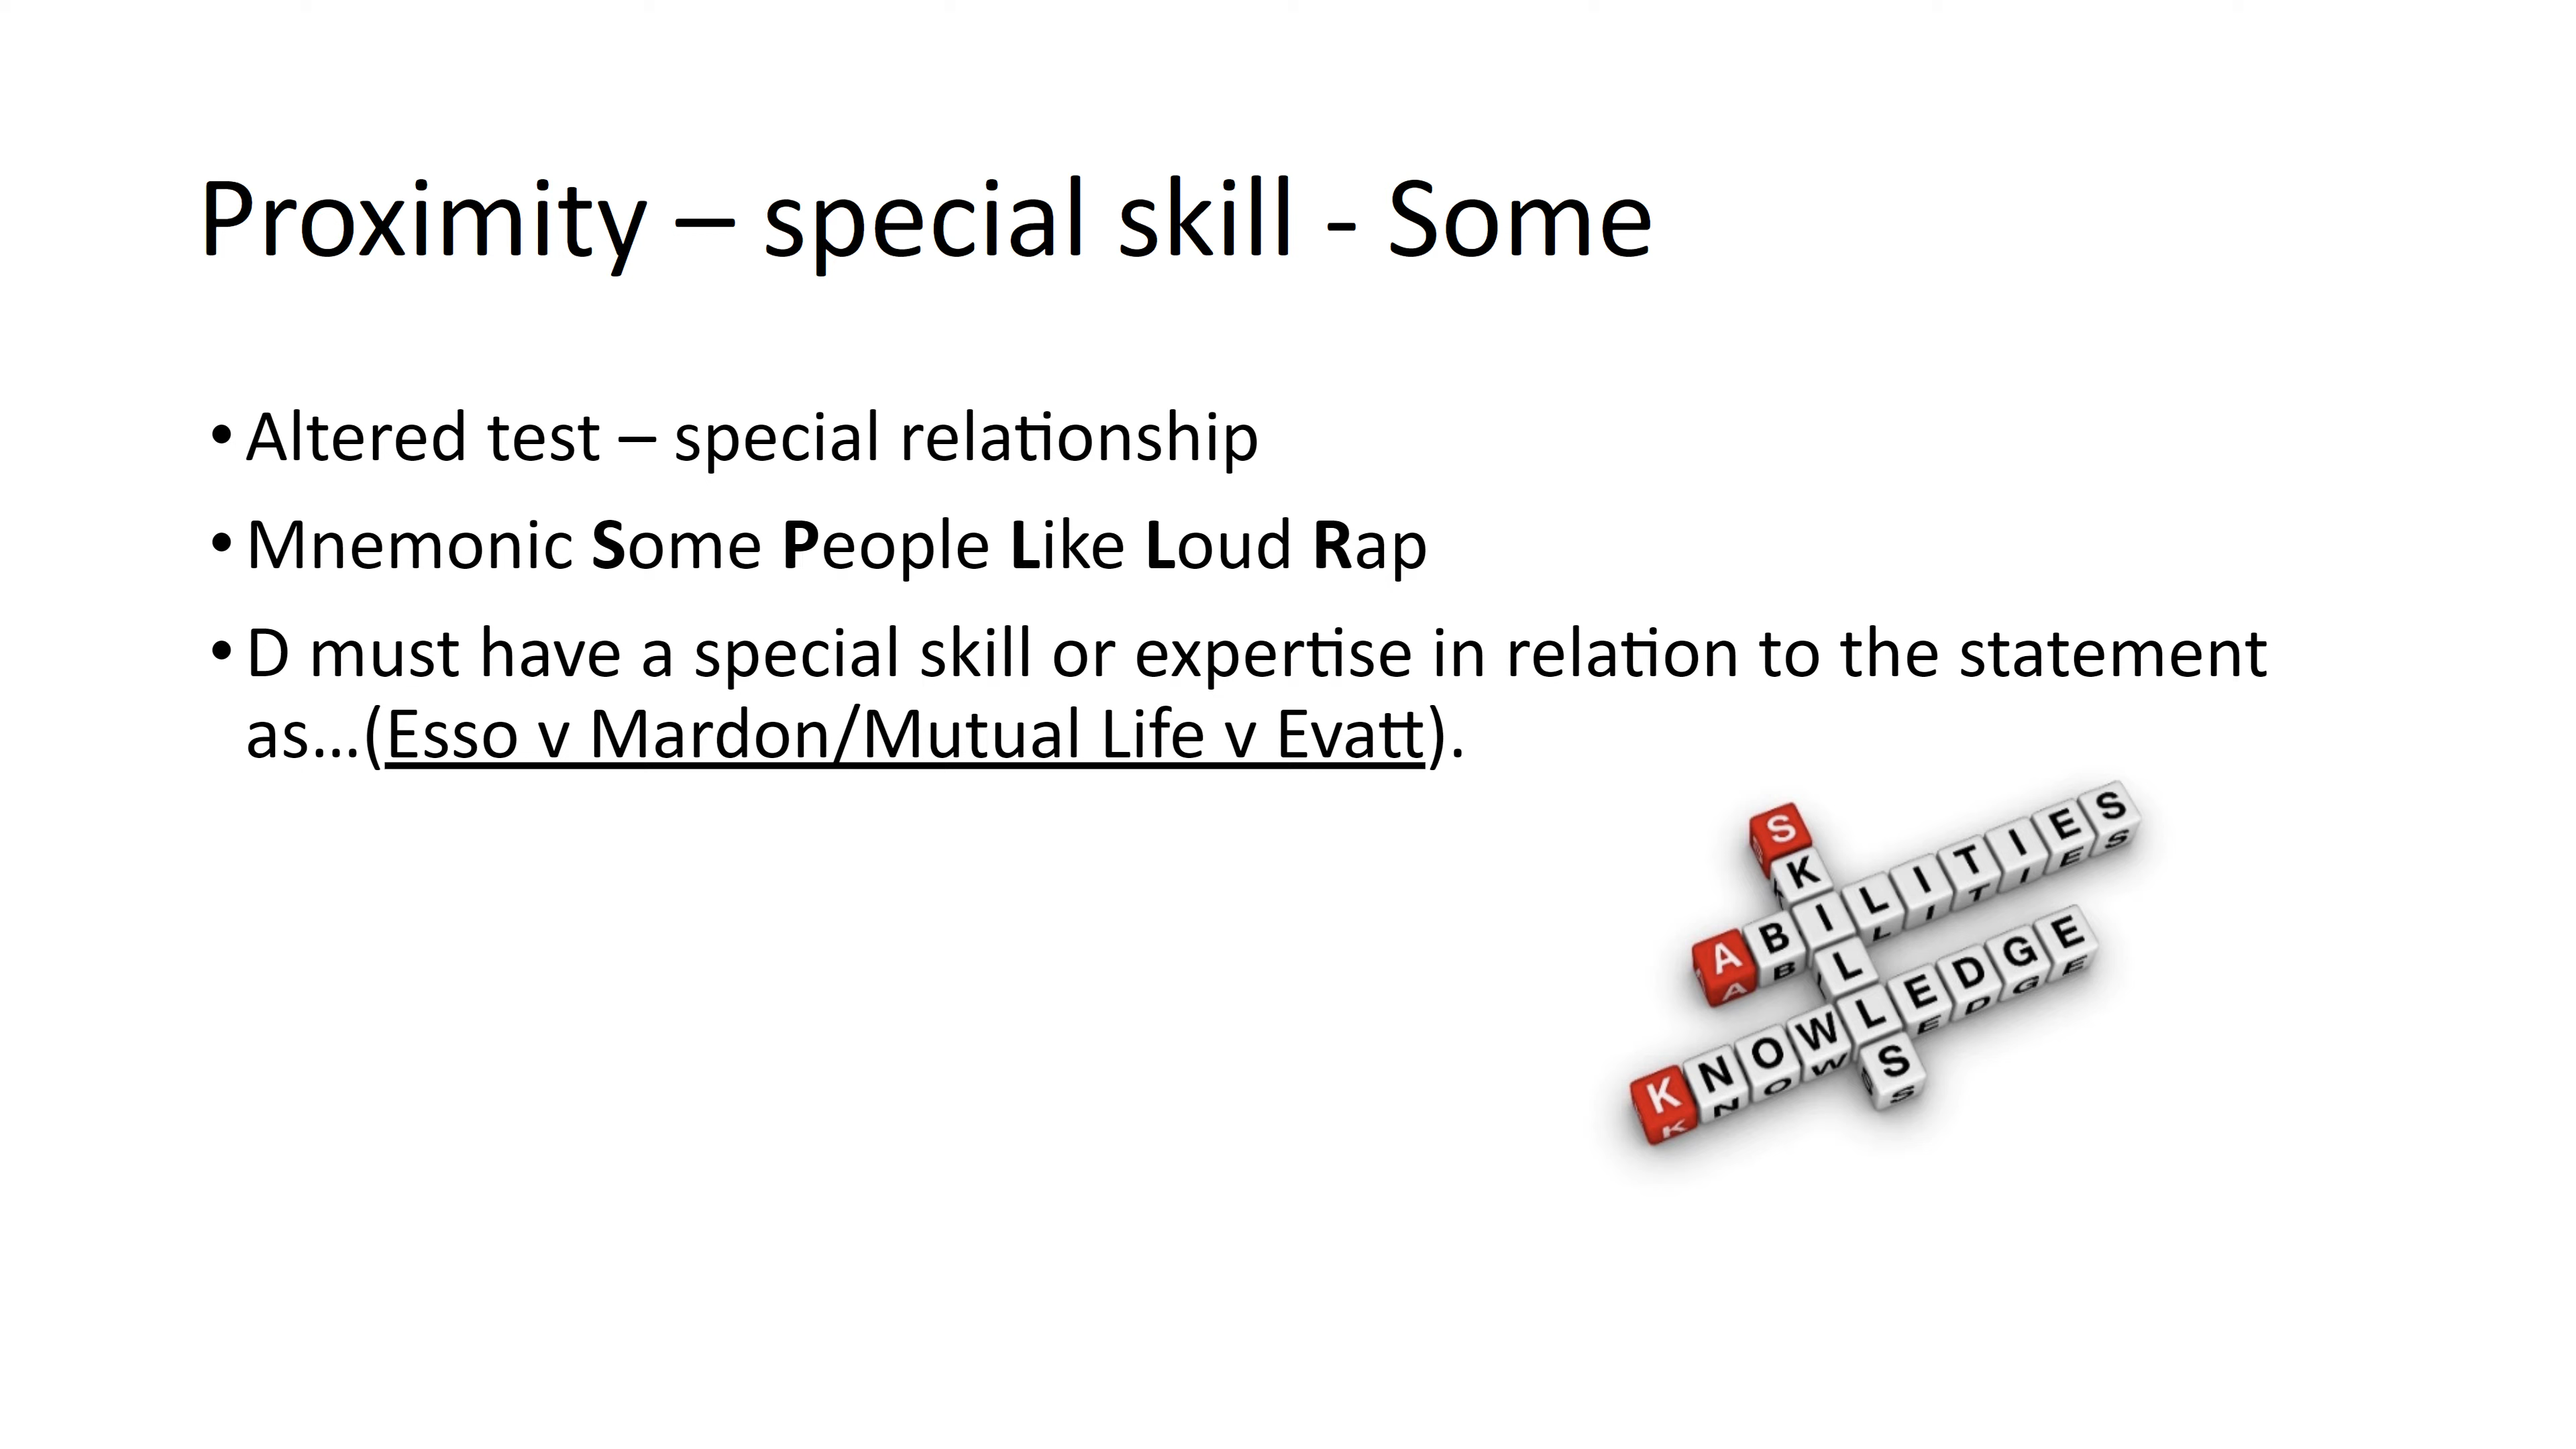 Proximity – special skill - Some
• Altered test – special relationship
• Mnemonic Some People Like Loud Rap
• D must have a special skill or expertise in relation to the statement
as…(Esso v Mardon/Mutual Life v Evatt).
SKILLS
ABILITIES
KNOWLEDGE